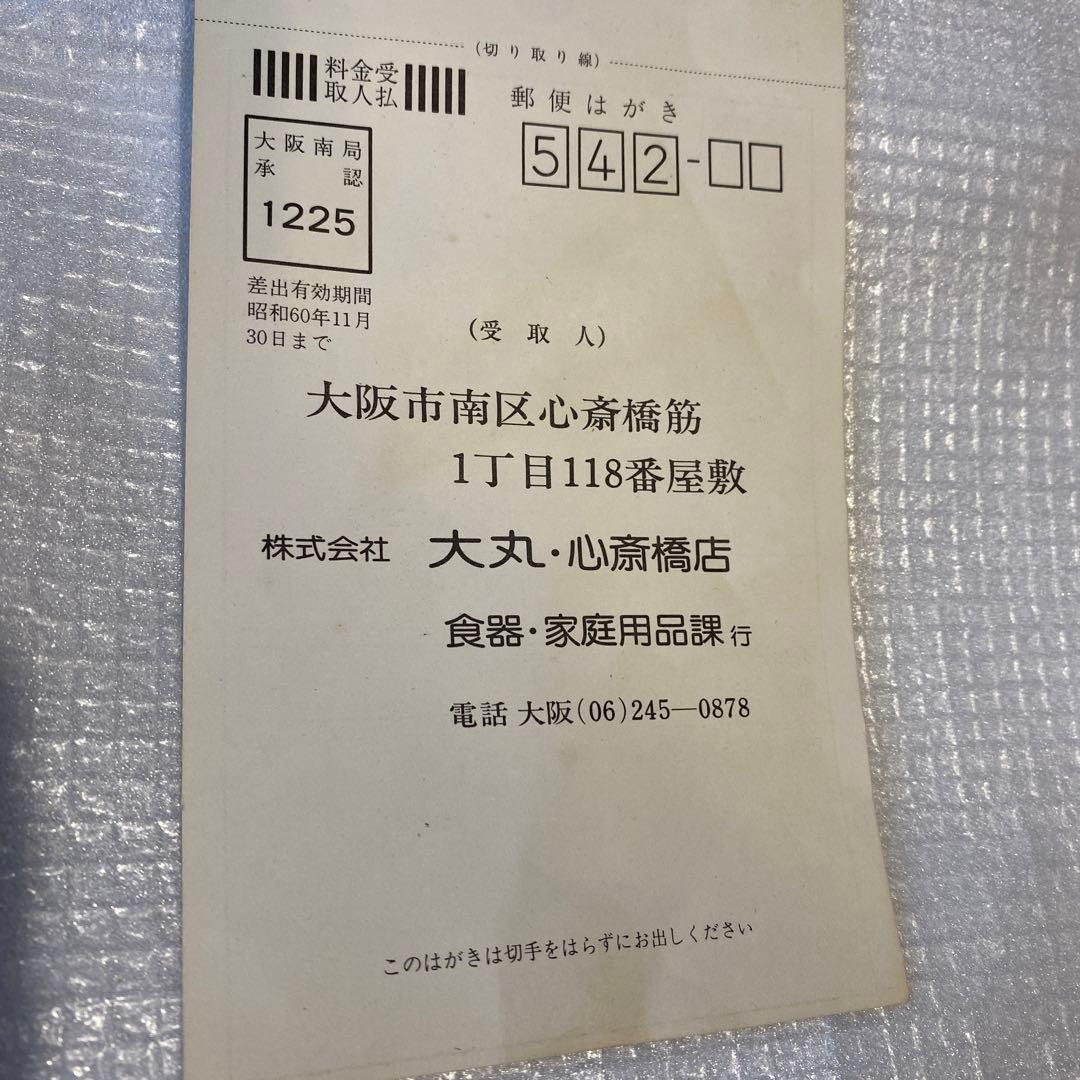 (切り取り線)
料金受
取人払
郵便はがき
542-□□
大阪南局
承認
1225
差出有効期間
昭和60年11月
30日まで
(受取人)
大阪市南区心斎橋筋
1丁目118番屋敷
株式会社 大丸・心斎橋店
食器・家庭用品課 行
電話 大阪(06)245―0878
このはがきは切手をはらずにお出しください